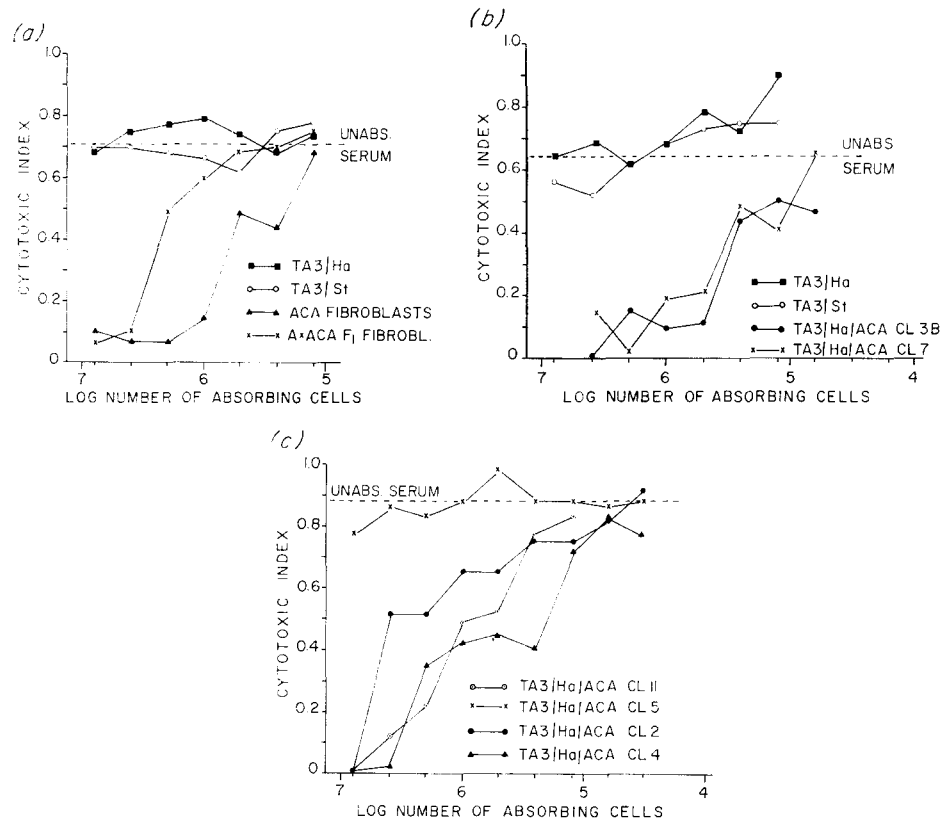 (a)
1.0
0.8
0.6
0.4
0.2
0
CYTOTOXIC INDEX
UNABS.
SERUM
TA3/Ha
TA3/St
ACA FIBROBLASTS
A×ACA F1 FIBROBL.
7 6 5
LOG NUMBER OF ABSORBING CELLS
(b)
1.0
0.8
0.6
0.4
0.2
0
CYTOTOXIC INDEX
UNABS
SERUM
TA3/Ha
TA3/St
TA3/Ha/ACA CL 3B
TA3/Ha/ACA CL 7
7 6 5 4
LOG NUMBER OF ABSORBING CELLS
(c)
1.0
0.8
0.6
0.4
0.2
0
CYTOTOXIC INDEX
UNABS. SERUM
TA3/Ha/ACA CL 11
TA3/Ha/ACA CL 5
TA3/Ha/ACA CL 2
TA3/Ha/ACA CL 4
7 6 5 4
LOG NUMBER OF ABSORBING CELLS